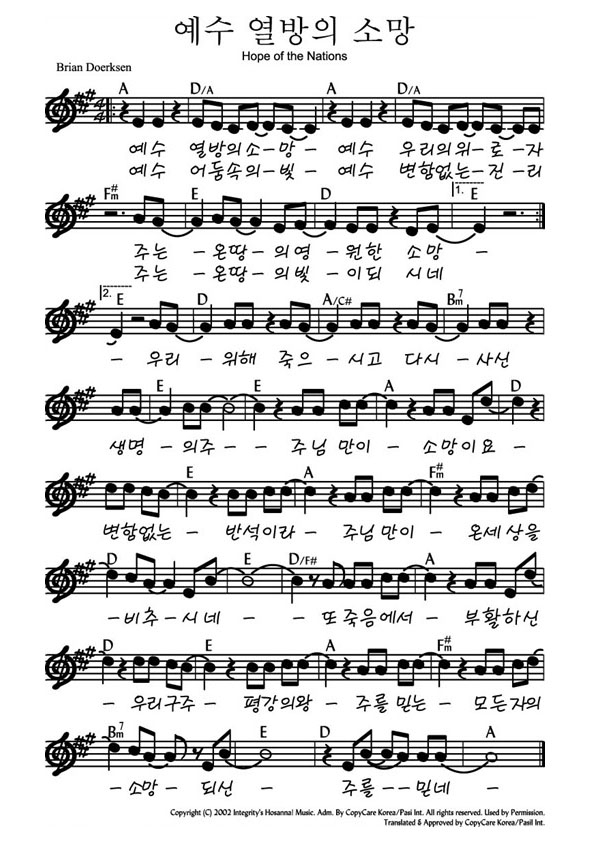 예수 열방의 소망
Hope of the Nations
Brian Doerksen
A D/A A D/A
예수 열방의소-망- 예수 우리의위-로-자
예수 어둠속의-빛- 예수 변함없는-진-리
F#m E D 1. E
주는 -온땅-의영-원한 소망-
주는 -온땅-의빛-이되 시네
2. E D A/C# Bm7
- 우리 -위해 죽으-시고 다시-사신
E E A D
생명-의주- 주님 만이-소망이요-
E A F#m
변함없는-반석이라-주님 만이-온세상을
D E D/F# A
-비추시네- -또죽음에서-부활하신
D E A F#m
-우리구주-평강의왕 주를 믿는-모든자의
Bm7 E D A
-소망-되신 주를--믿네-
Copyright (C) 2002 Integrity's Hosanna! Music. Adm. By CopyCare Korea/Pasi Int. All rights reserved. Used by Permission.
Translated & Approved by CopyCare Korea/Pasil Int.